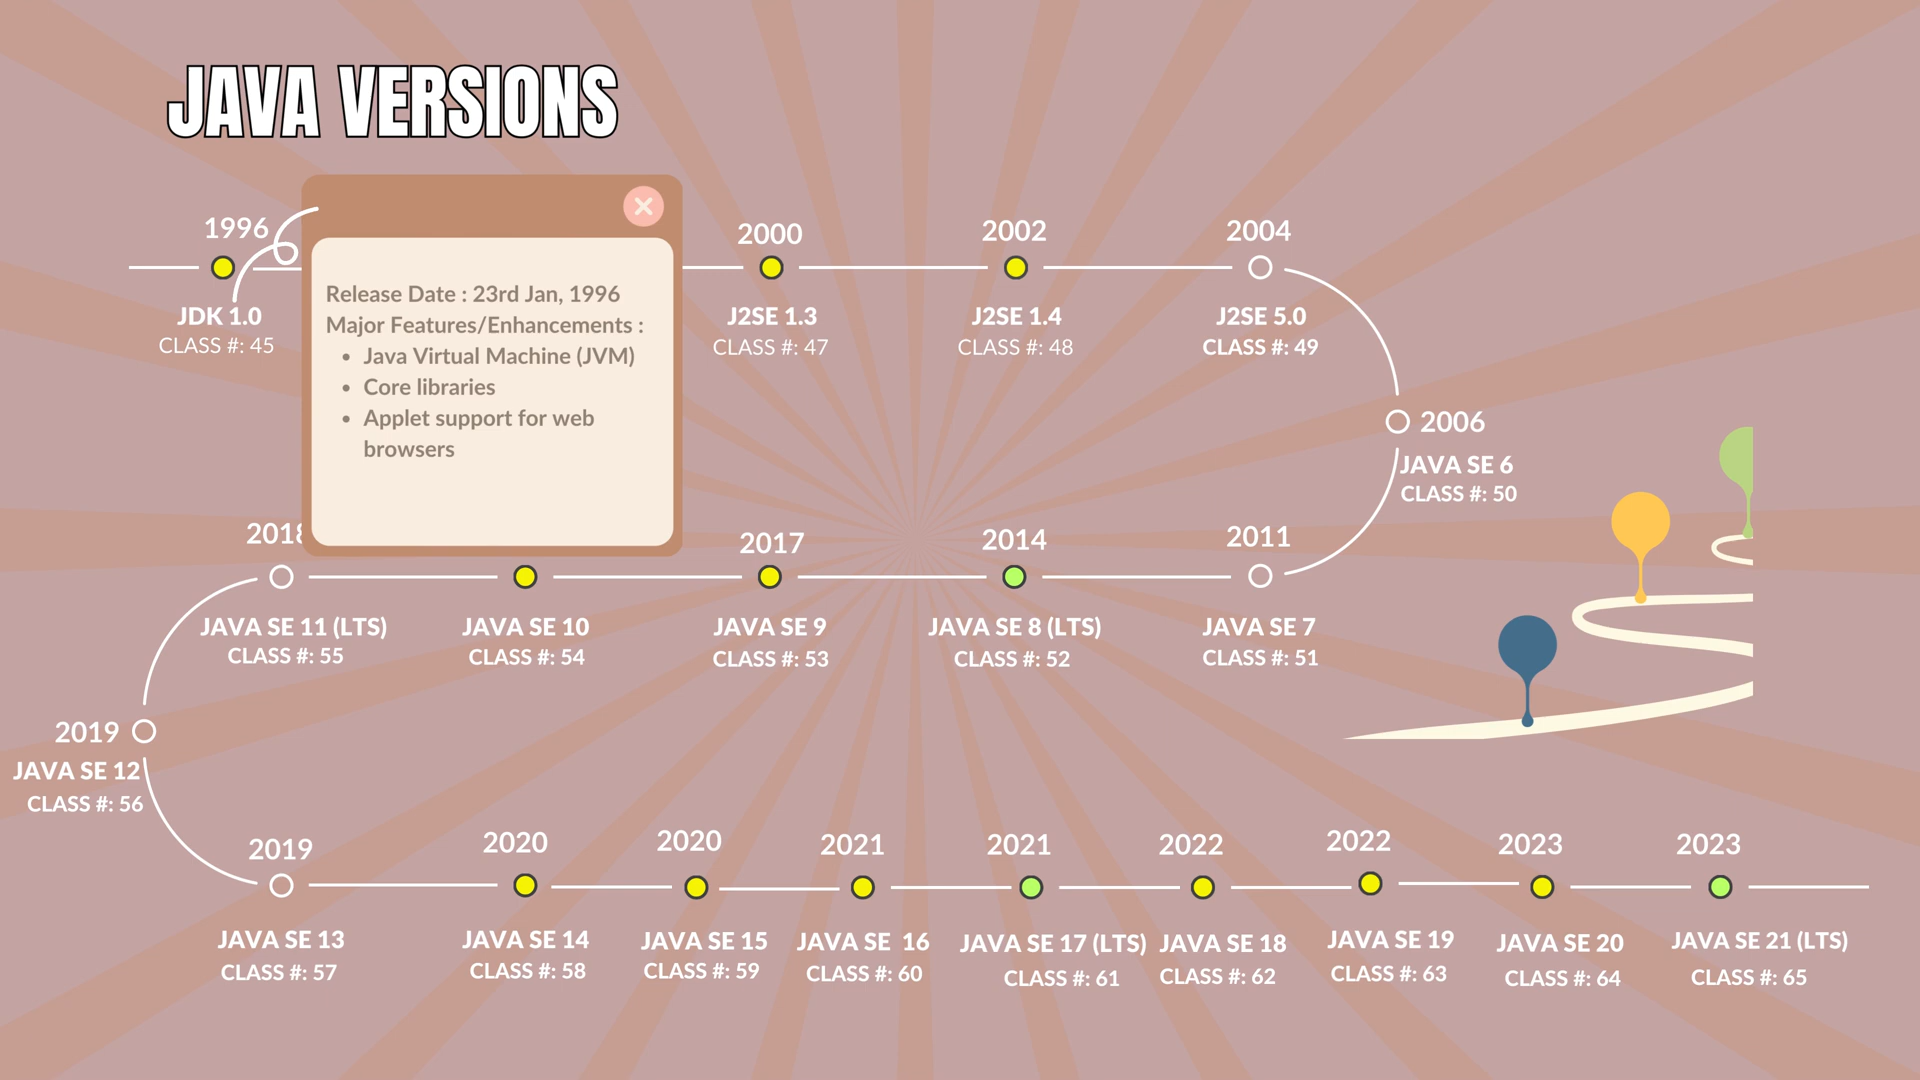 JAVA VERSIONS
1996
JDK 1.0
CLASS #: 45
Release Date : 23rd Jan, 1996
Major Features/Enhancements :
• Java Virtual Machine (JVM)
• Core libraries
• Applet support for web
browsers
2000
J2SE 1.3
CLASS #: 47
2002
J2SE 1.4
CLASS #: 48
2004
J2SE 5.0
CLASS #: 49
2006
JAVA SE 6
CLASS #: 50
2011
JAVA SE 7
CLASS #: 51
2014
JAVA SE 8 (LTS)
CLASS #: 52
2017
JAVA SE 9
CLASS #: 53
JAVA SE 10
CLASS #: 54
2018
JAVA SE 11 (LTS)
CLASS #: 55
2019
JAVA SE 12
CLASS #: 56
2019
JAVA SE 13
CLASS #: 57
2020
JAVA SE 14
CLASS #: 58
2020
JAVA SE 15
CLASS #: 59
2021
JAVA SE 16
CLASS #: 60
2021
JAVA SE 17 (LTS)
CLASS #: 61
2022
JAVA SE 18
CLASS #: 62
2022
JAVA SE 19
CLASS #: 63
2023
JAVA SE 20
CLASS #: 64
2023
JAVA SE 21 (LTS)
CLASS #: 65